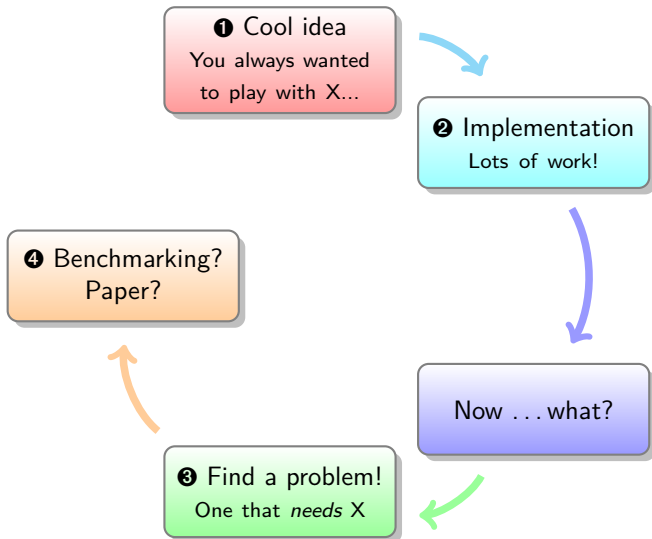 ❶ Cool idea
You always wanted
to play with X...
❷ Implementation
Lots of work!
Now ...what?
❸ Find a problem!
One that needs X
❹ Benchmarking?
Paper?